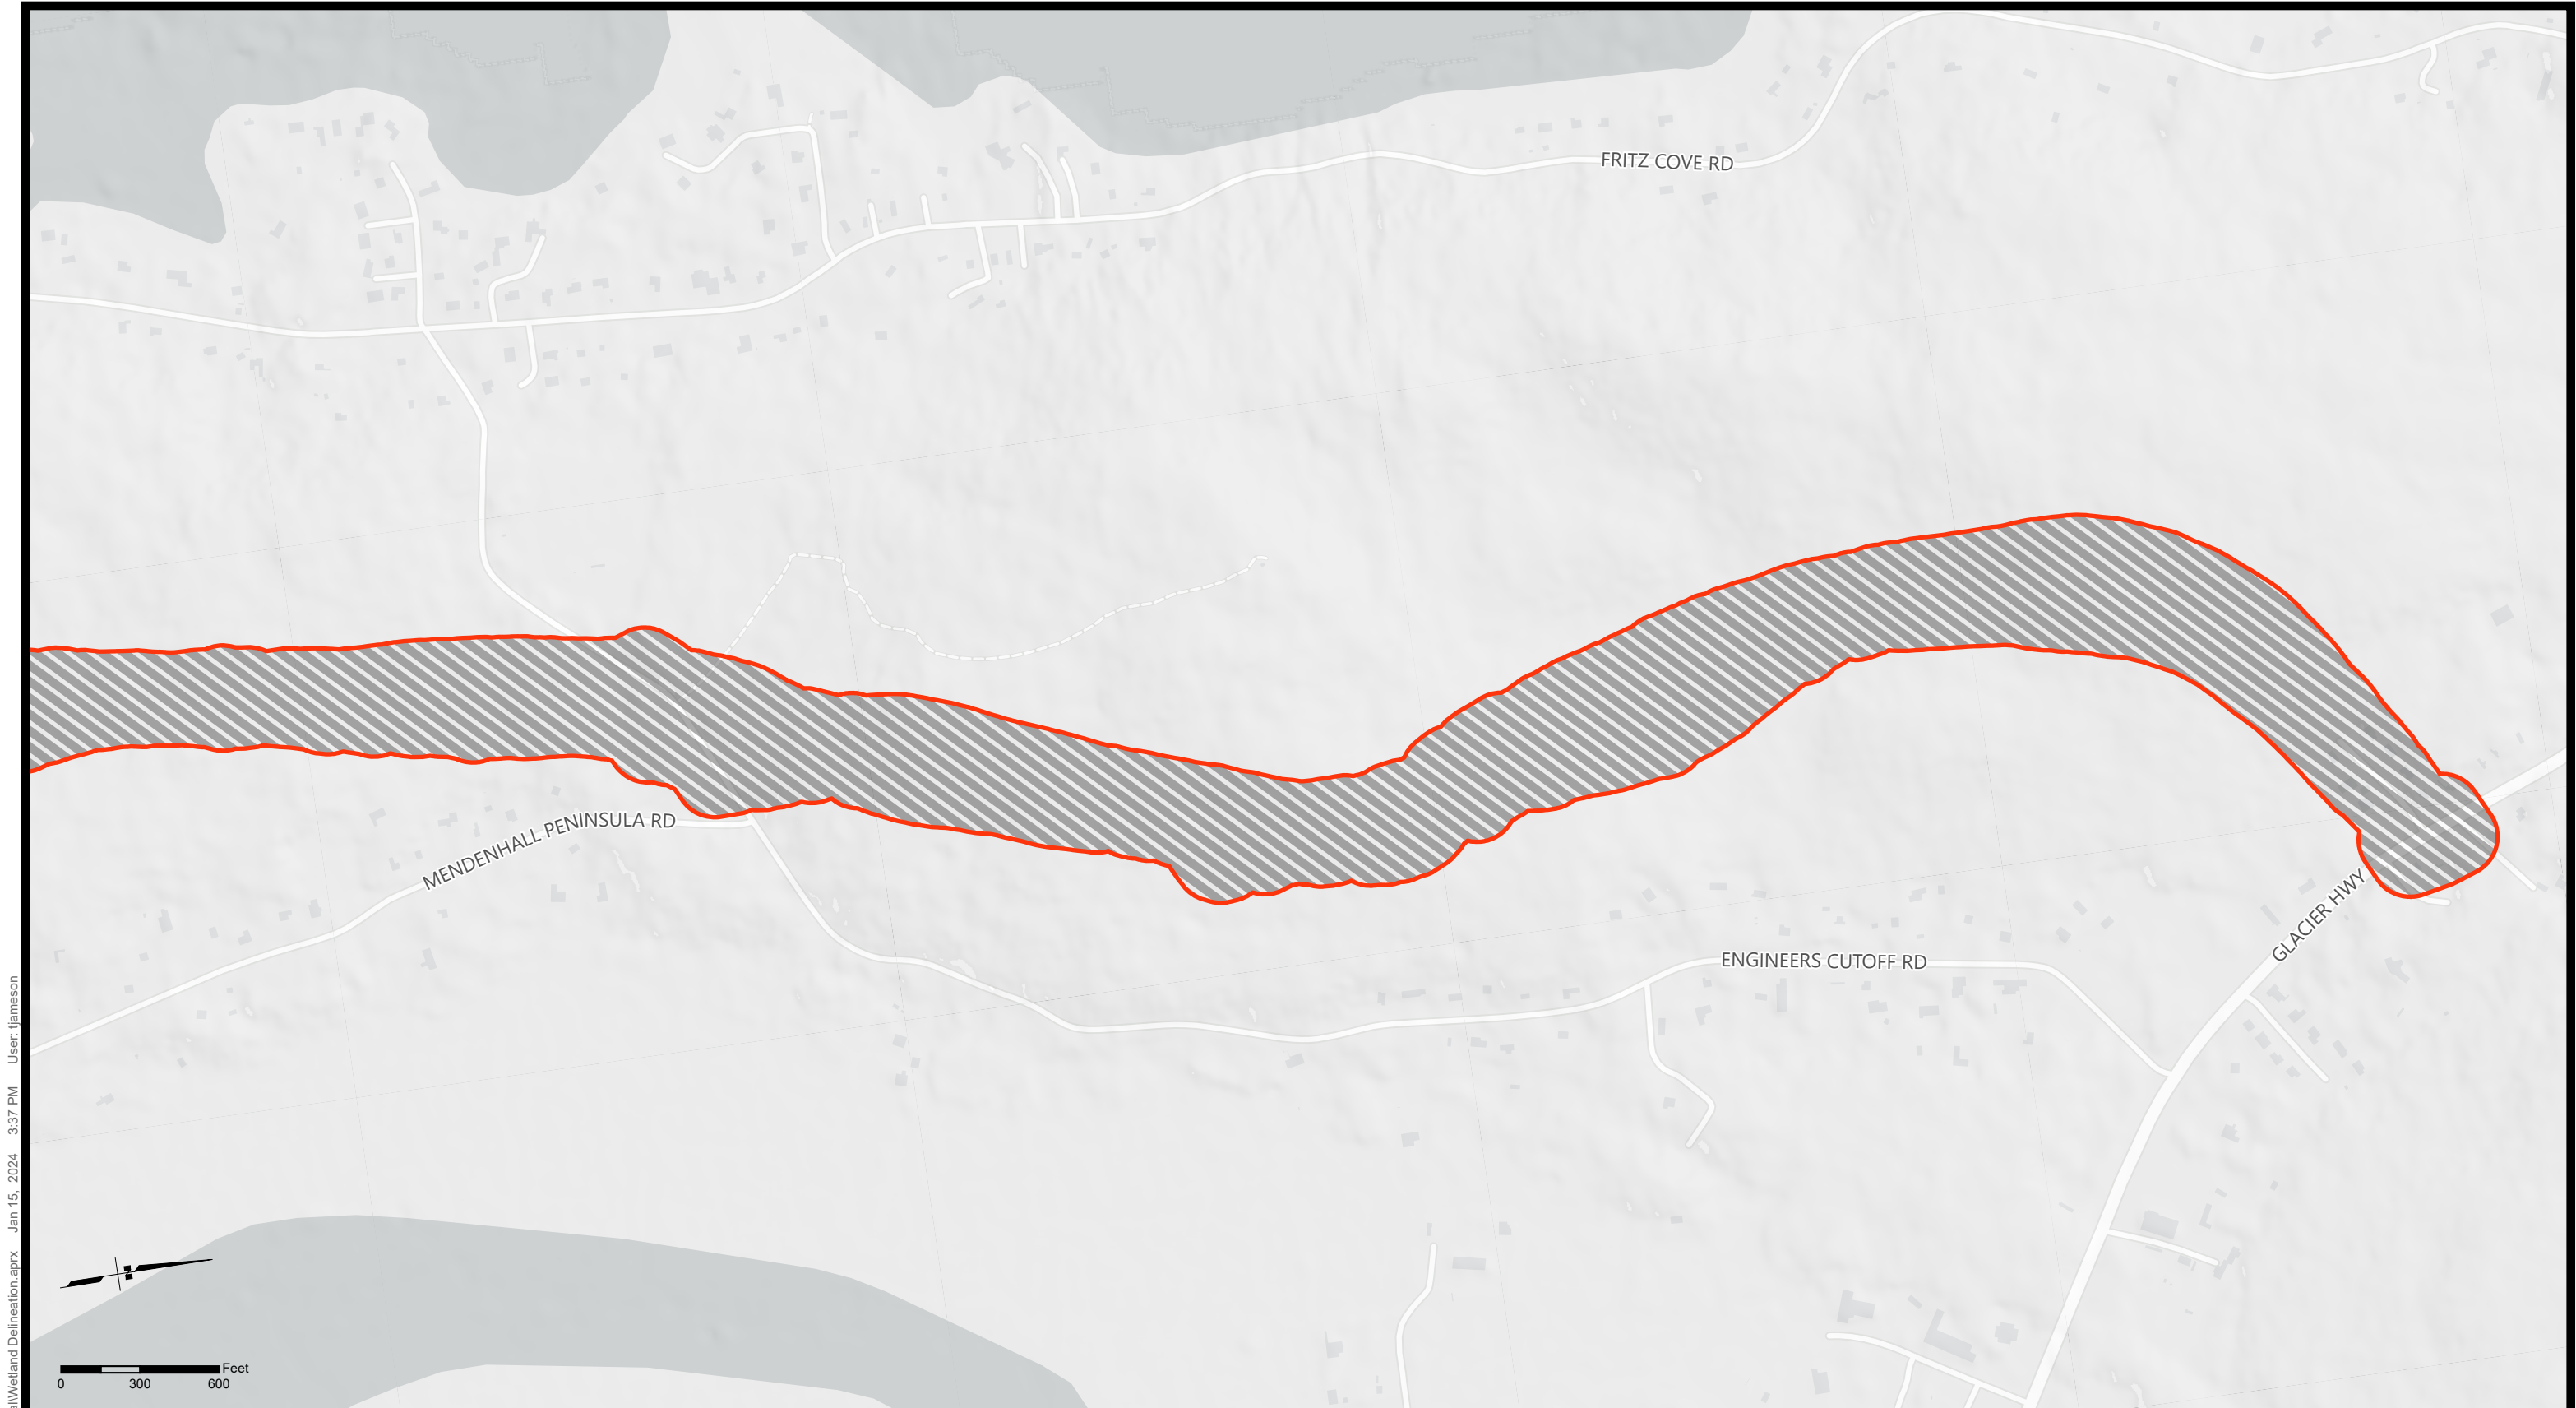 FRITZ COVE RD
MENDENHALL PENINSULA RD
GLACIER HWY
ENGINEERS CUTOFF RD
Feet
0 300 600
al\Wetland Delineation.aprx Jan 15, 2024 3:37 PM User: tjameson